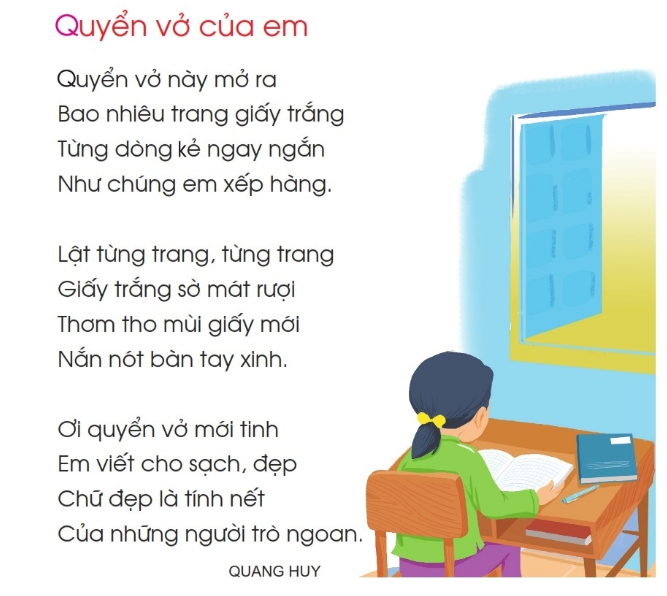 Quyển vở của em
Quyển vở này mở ra
Bao nhiêu trang giấy trắng
Từng dòng kẻ ngay ngắn
Như chúng em xếp hàng.
Lật từng trang, từng trang
Giấy trắng sờ mát rượi
Thơm tho mùi giấy mới
Nắn nót bàn tay xinh.
Ơi quyển vở mới tinh
Em viết cho sạch, đẹp
Chữ đẹp là tính nết
Của những người trò ngoan.
QUANG HUY